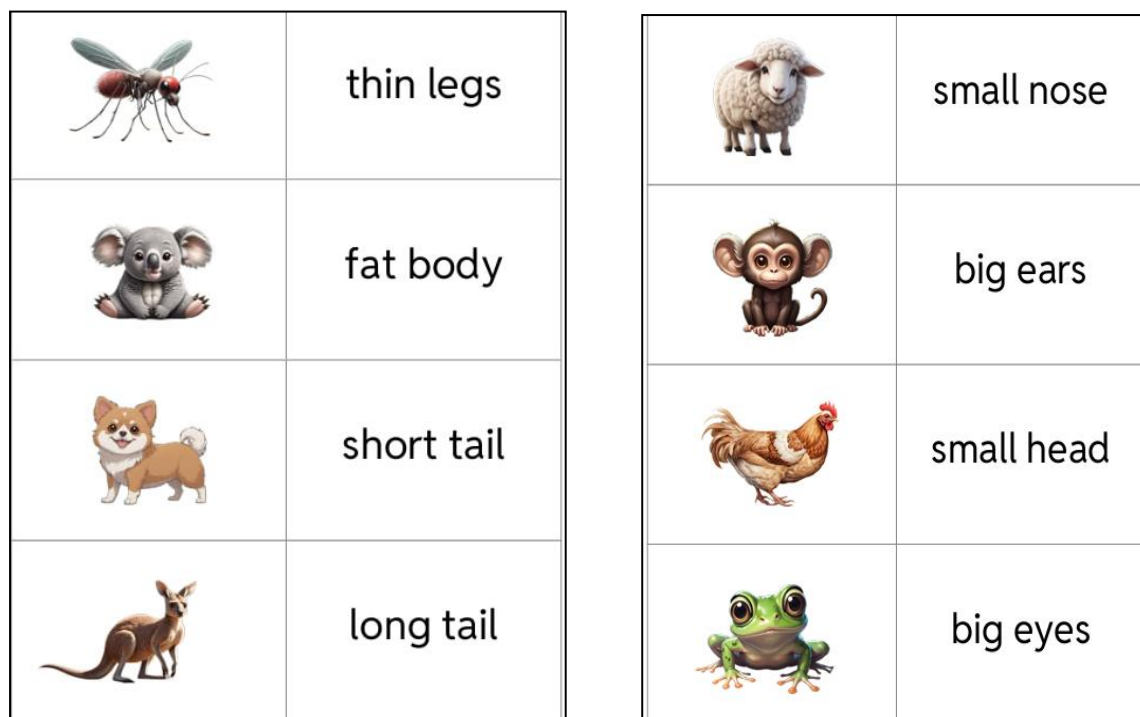 thin legs
fat body
short tail
long tail
small nose
big ears
small head
big eyes